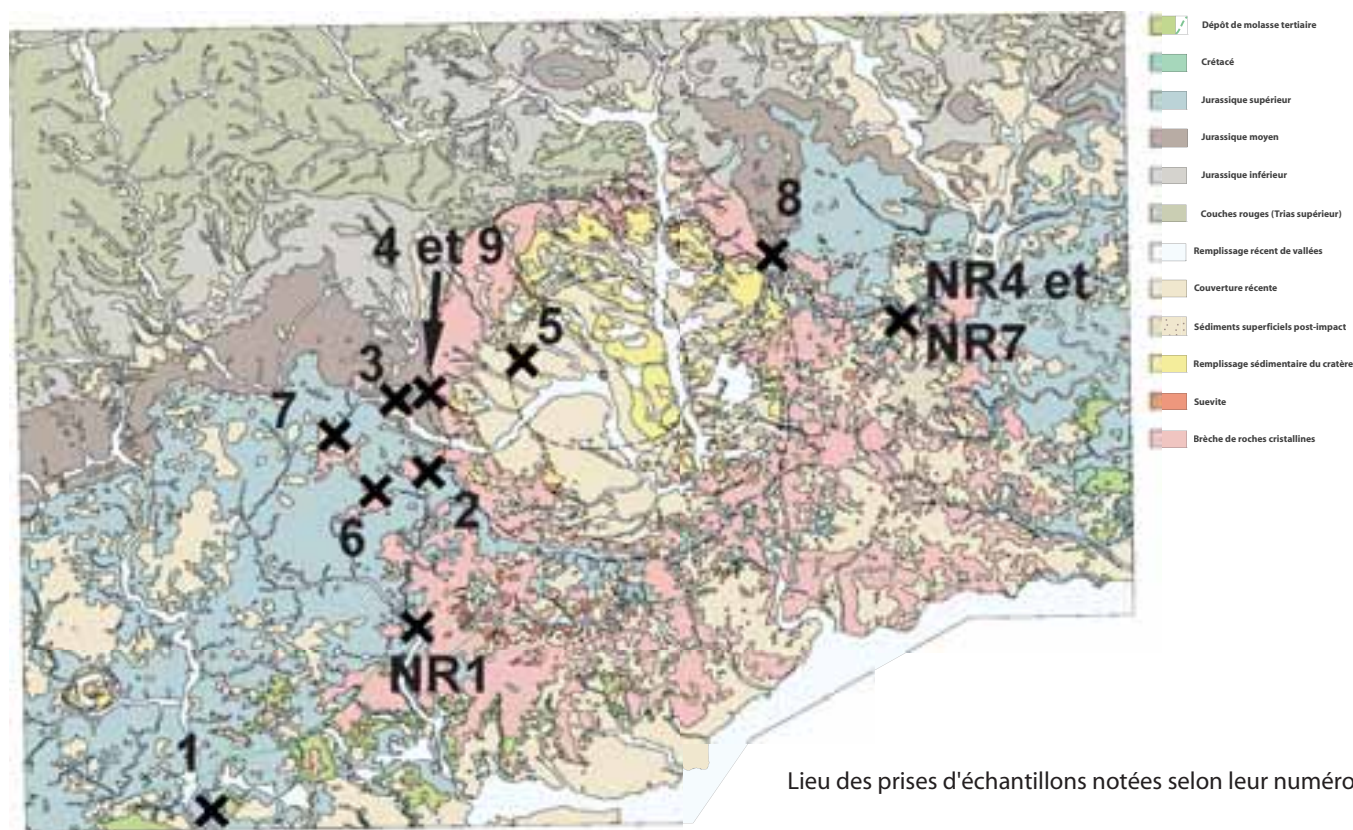 8
4 et 9
NR4 et
NR7
5
3
7
6
2
NR1
1
Dépôt de molasse tertiaire
Crétacé
Jurassique supérieur
Jurassique moyen
Jurassique inférieur
Couches rouges (Trias supérieur)
Remplissage récent de vallées
Couverture récente
Sédiments superficiels post-impact
Remplissage sédimentaire du cratère
Suevite
Brèche de roches cristallines
Lieu des prises d'échantillons notées selon leur numéro